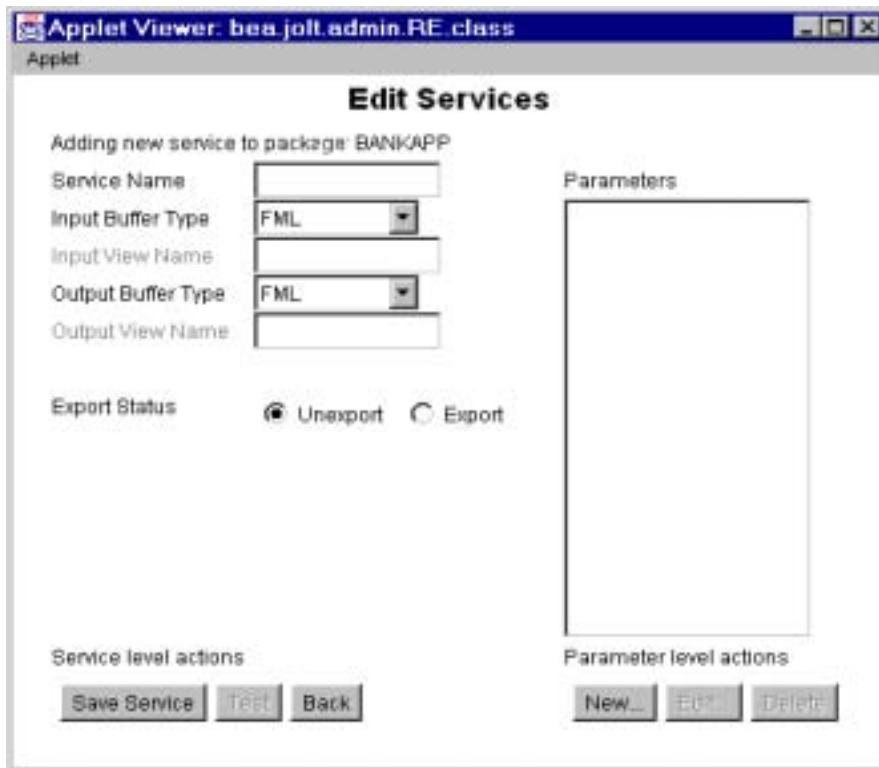 Applet Viewer: bea.jolt.admin.RE.class
Applet
Edit Services
Adding new service to package: BANKAPP
Service Name
Parameters
Input Buffer Type FML
Input View Name
Output Buffer Type FML
Output View Name
Export Status Unexport Export
Service level actions
Parameter level actions
Save Service Test Back
New... Edit... Delete